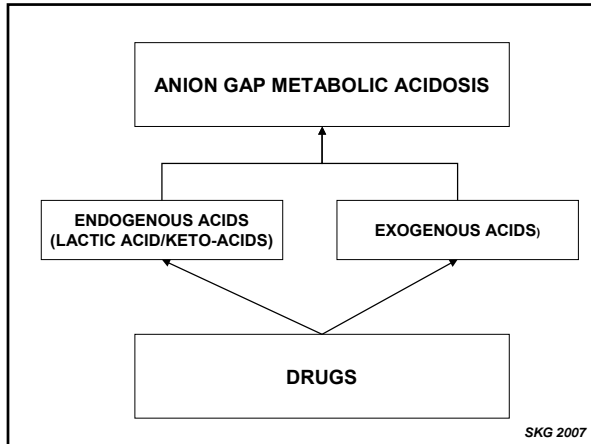 ANION GAP METABOLIC ACIDOSIS
ENDOGENOUS ACIDS
(LACTIC ACID/KETO-ACIDS)
EXOGENOUS ACIDS)
DRUGS
SKG 2007